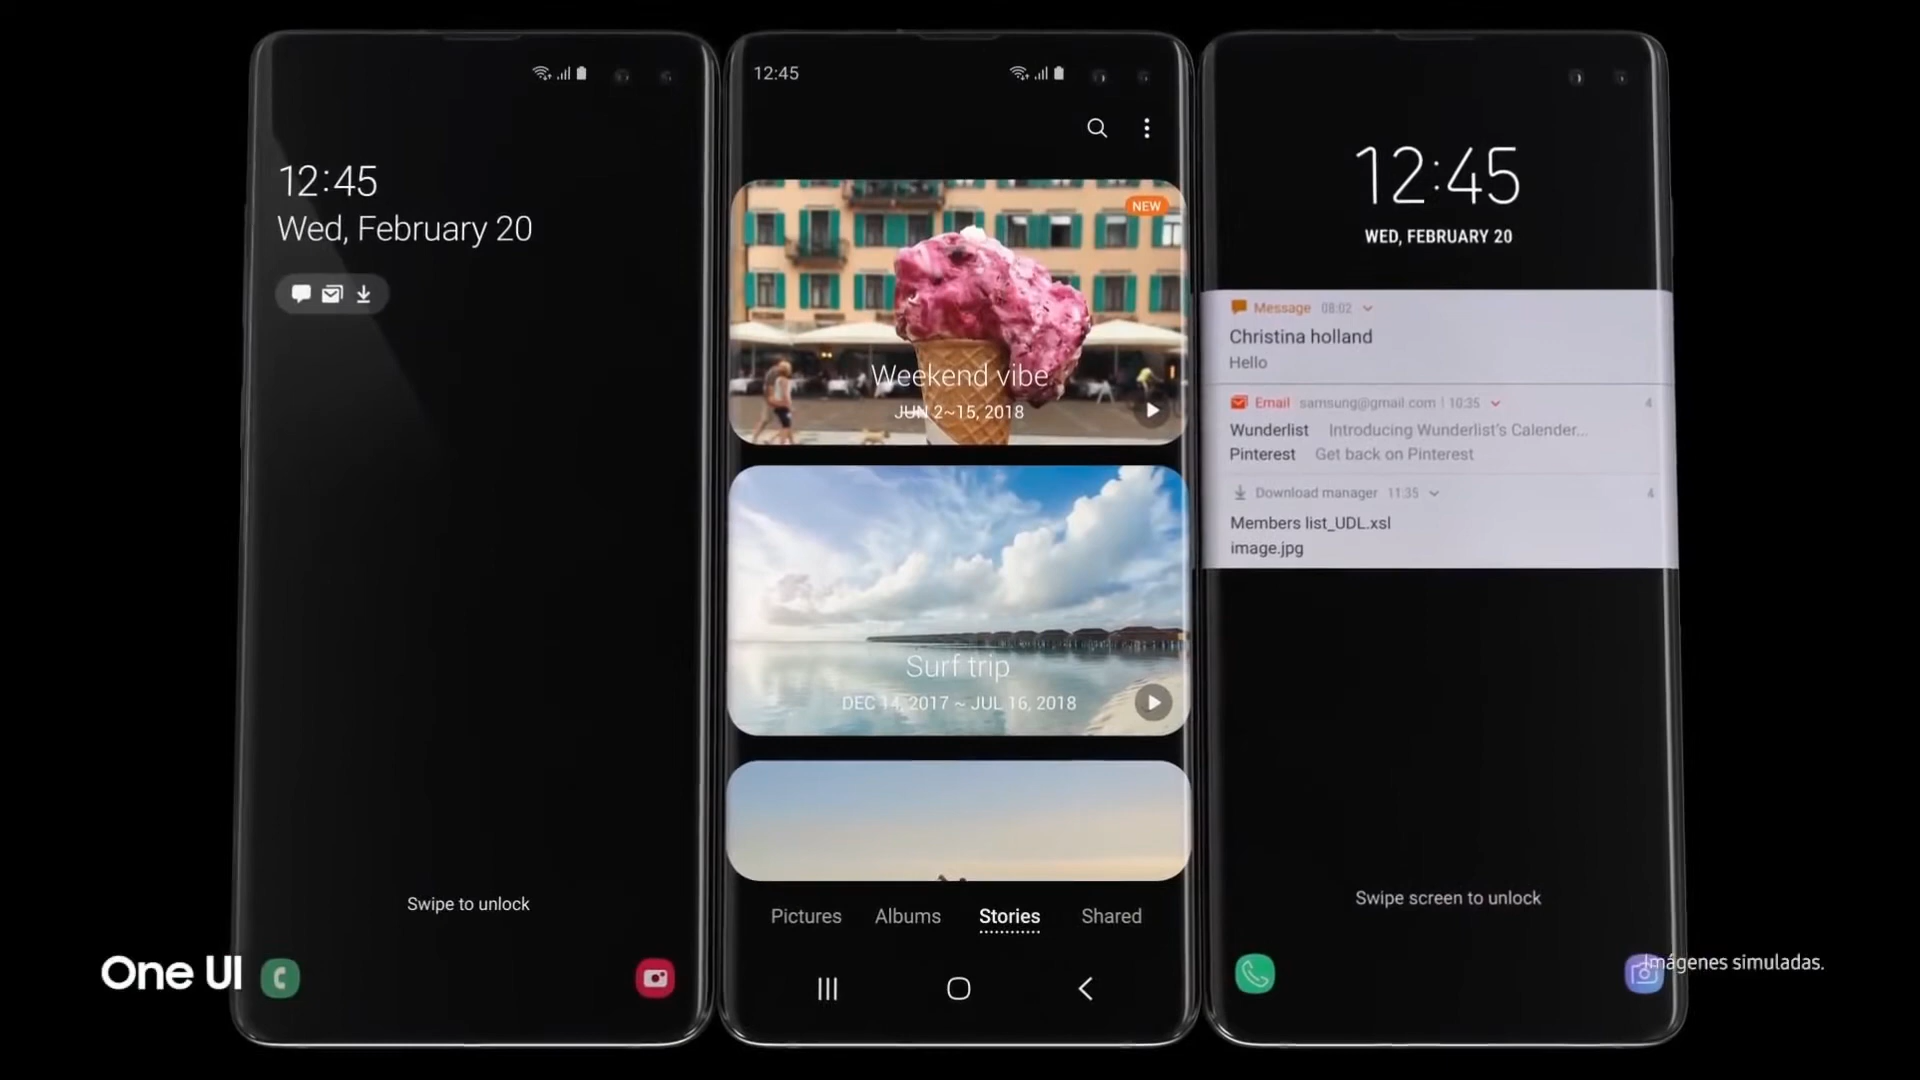 12:45
Wed, February 20
Swipe to unlock
One UI
12:45
NEW
Weekend vibe
JUN 2~15, 2018
Surf trip
DEC 14, 2017 ~ JUL 16, 2018
Pictures Albums Stories Shared
12:45
WED, FEBRUARY 20
Message 08:02
Christina holland
Hello
Email samsung@gmail.com | 10:35 4
Wunderlist Introducing Wunderlist's Calender...
Pinterest Get back on Pinterest
Download manager 11:35 4
Members list_UDL.xsl
image.jpg
Swipe screen to unlock
Imágenes simuladas.